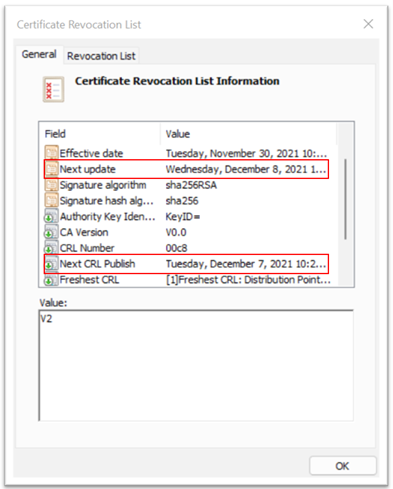 Certificate Revocation List
General Revocation List
Certificate Revocation List Information
Field Value
Effective date Tuesday, November 30, 2021 10:...
Next update Wednesday, December 8, 2021 1...
Signature algorithm sha256RSA
Signature hash alg... sha256
Authority Key Iden... KeyID=
CA Version V0.0
CRL Number 00c8
Next CRL Publish Tuesday, December 7, 2021 10:2...
Freshest CRL [1]Freshest CRL: Distribution Point...
Value:
V2
OK